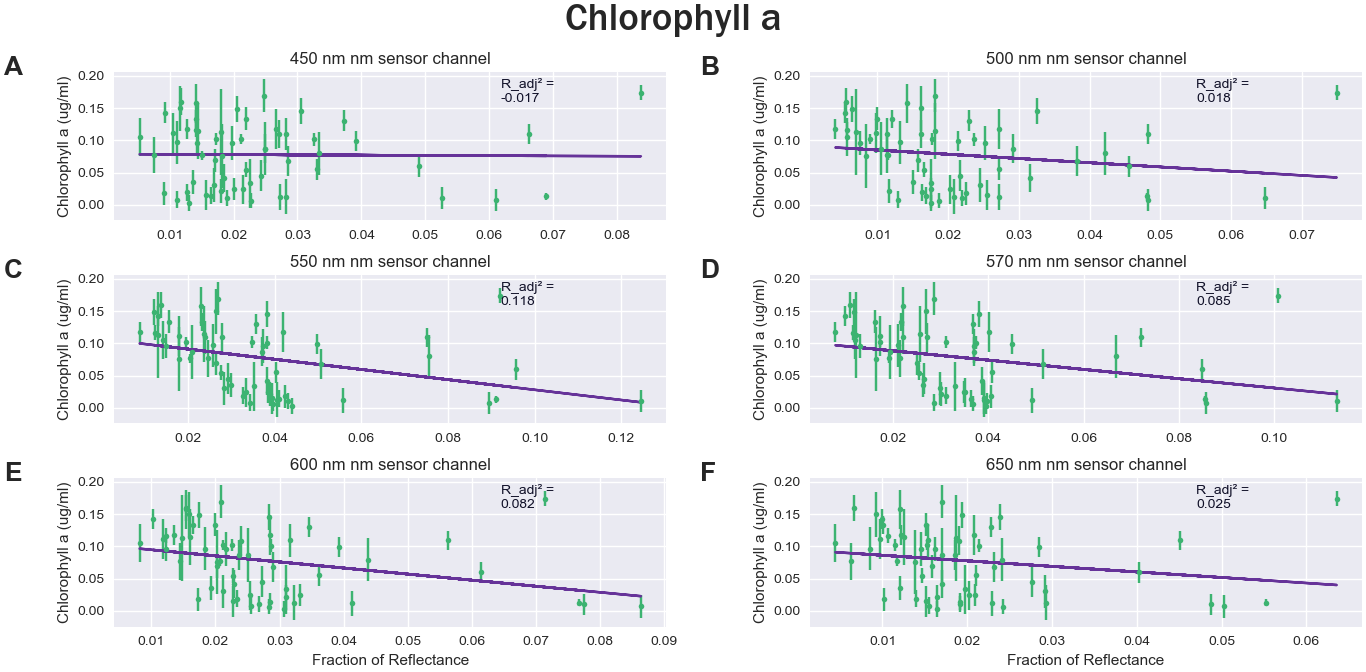 Chlorophyll a
A
450 nm nm sensor channel
R_adj² =
-0.017
Chlorophyll a (ug/ml)
0.20
0.15
0.10
0.05
0.00
0.01 0.02 0.03 0.04 0.05 0.06 0.07 0.08
B
500 nm nm sensor channel
R_adj² =
0.018
Chlorophyll a (ug/ml)
0.20
0.15
0.10
0.05
0.00
0.01 0.02 0.03 0.04 0.05 0.06 0.07
C
550 nm nm sensor channel
R_adj² =
0.118
Chlorophyll a (ug/ml)
0.20
0.15
0.10
0.05
0.00
0.02 0.04 0.06 0.08 0.10 0.12
D
570 nm nm sensor channel
R_adj² =
0.085
Chlorophyll a (ug/ml)
0.20
0.15
0.10
0.05
0.00
0.02 0.04 0.06 0.08 0.10
E
600 nm nm sensor channel
R_adj² =
0.082
Chlorophyll a (ug/ml)
0.20
0.15
0.10
0.05
0.00
0.01 0.02 0.03 0.04 0.05 0.06 0.07 0.08 0.09
Fraction of Reflectance
F
650 nm nm sensor channel
R_adj² =
0.025
Chlorophyll a (ug/ml)
0.20
0.15
0.10
0.05
0.00
0.01 0.02 0.03 0.04 0.05 0.06
Fraction of Reflectance